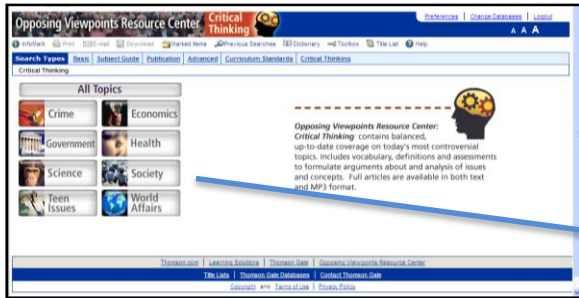 Opposing Viewpoints Resource Center Critical Thinking
Preferences | Change Databases | Logout
A A A
InfoMark Print E-mail Download Marked Items Previous Searches Dictionary Toolbox Title List Help
Search Types Basic Subject Guide Publication Advanced Curriculum Standards Critical Thinking
Critical Thinking
All Topics
Crime Economics
Government Health
Science Society
Teen Issues World Affairs
Opposing Viewpoints Resource Center:
Critical Thinking contains balanced,
up-to-date coverage on today's most controversial
topics. Includes vocabulary, definitions and assessments
to formulate arguments about and analysis of issues
and concepts. Full articles are available in both text
and MP3 format.
Thomson.com | Learning Solutions | Thomson Gale | Opposing Viewpoints Resource Center
Title Lists | Thomson Gale Databases | Contact Thomson Gale
Copyright and Terms of Use | Privacy Policy